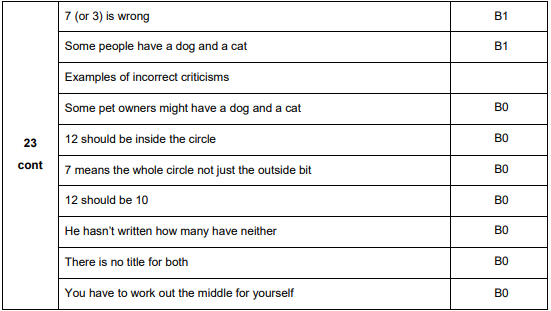 7 (or 3) is wrong B1
Some people have a dog and a cat B1
Examples of incorrect criticisms
Some pet owners might have a dog and a cat B0
23
cont
12 should be inside the circle B0
7 means the whole circle not just the outside bit B0
12 should be 10 B0
He hasn’t written how many have neither B0
There is no title for both B0
You have to work out the middle for yourself B0